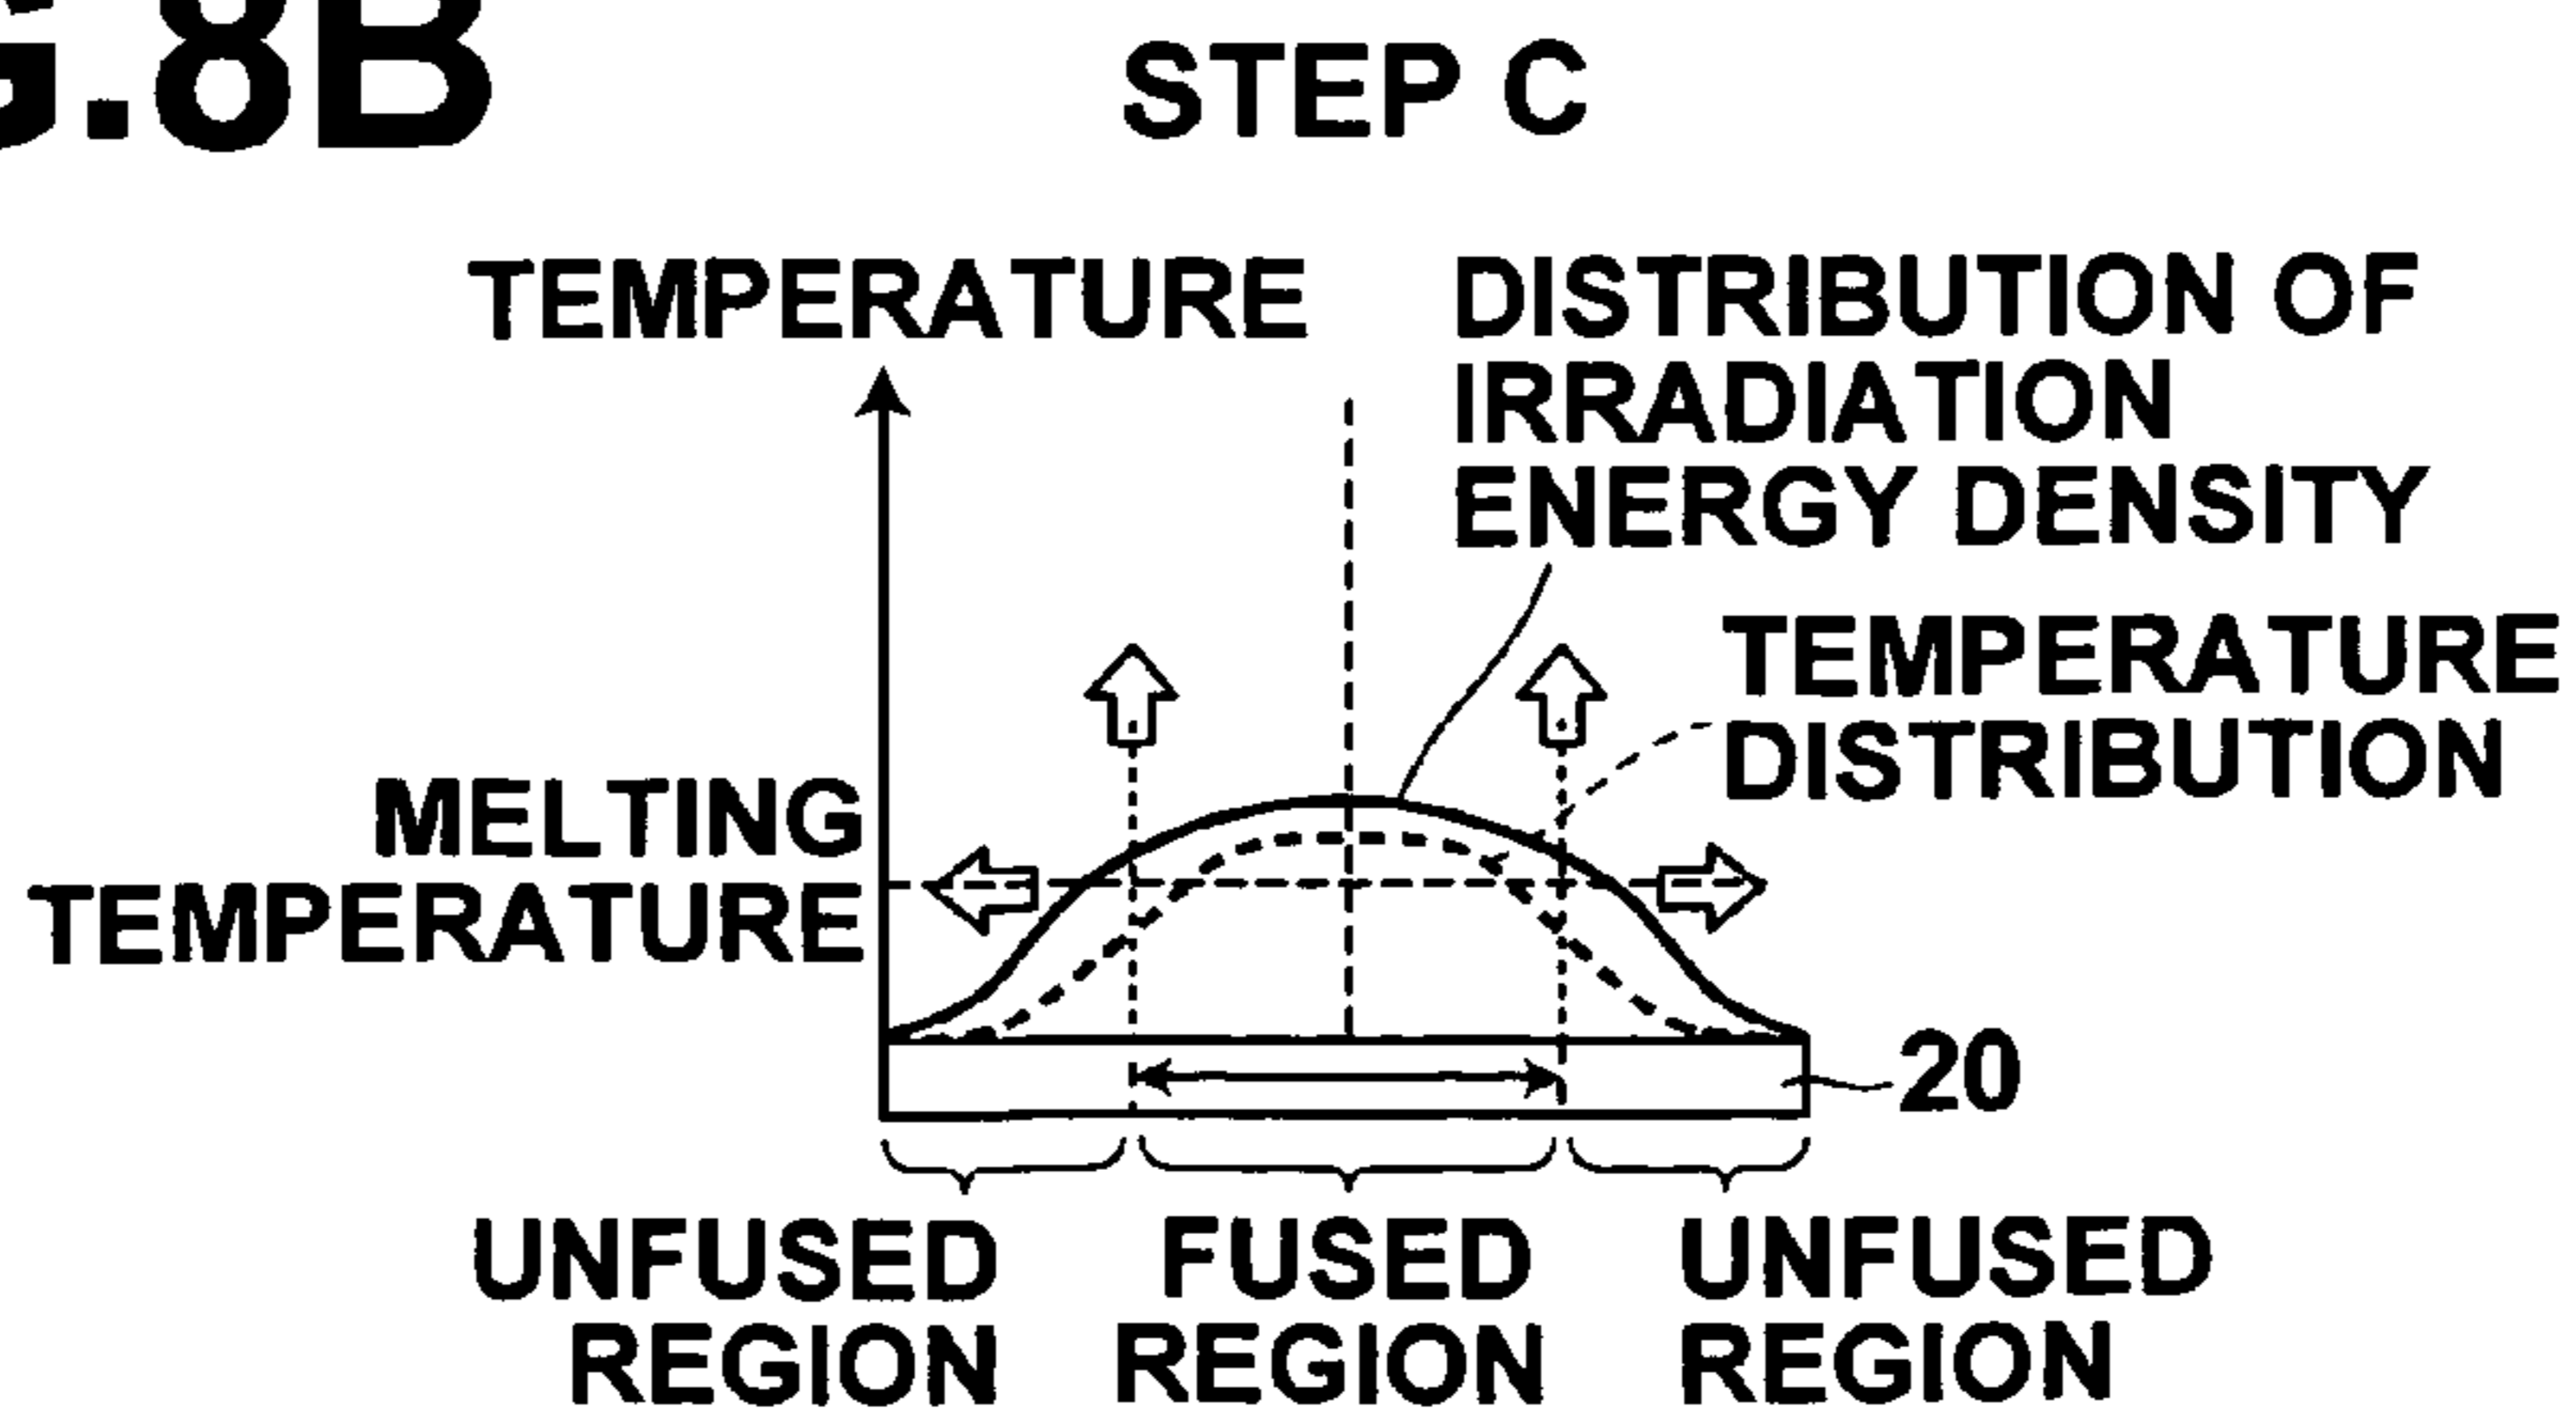 G.8B
STEP C
TEMPERATURE
DISTRIBUTION OF
IRRADIATION
ENERGY DENSITY
TEMPERATURE
DISTRIBUTION
MELTING
TEMPERATURE
20
UNFUSED
REGION
FUSED
REGION
UNFUSED
REGION